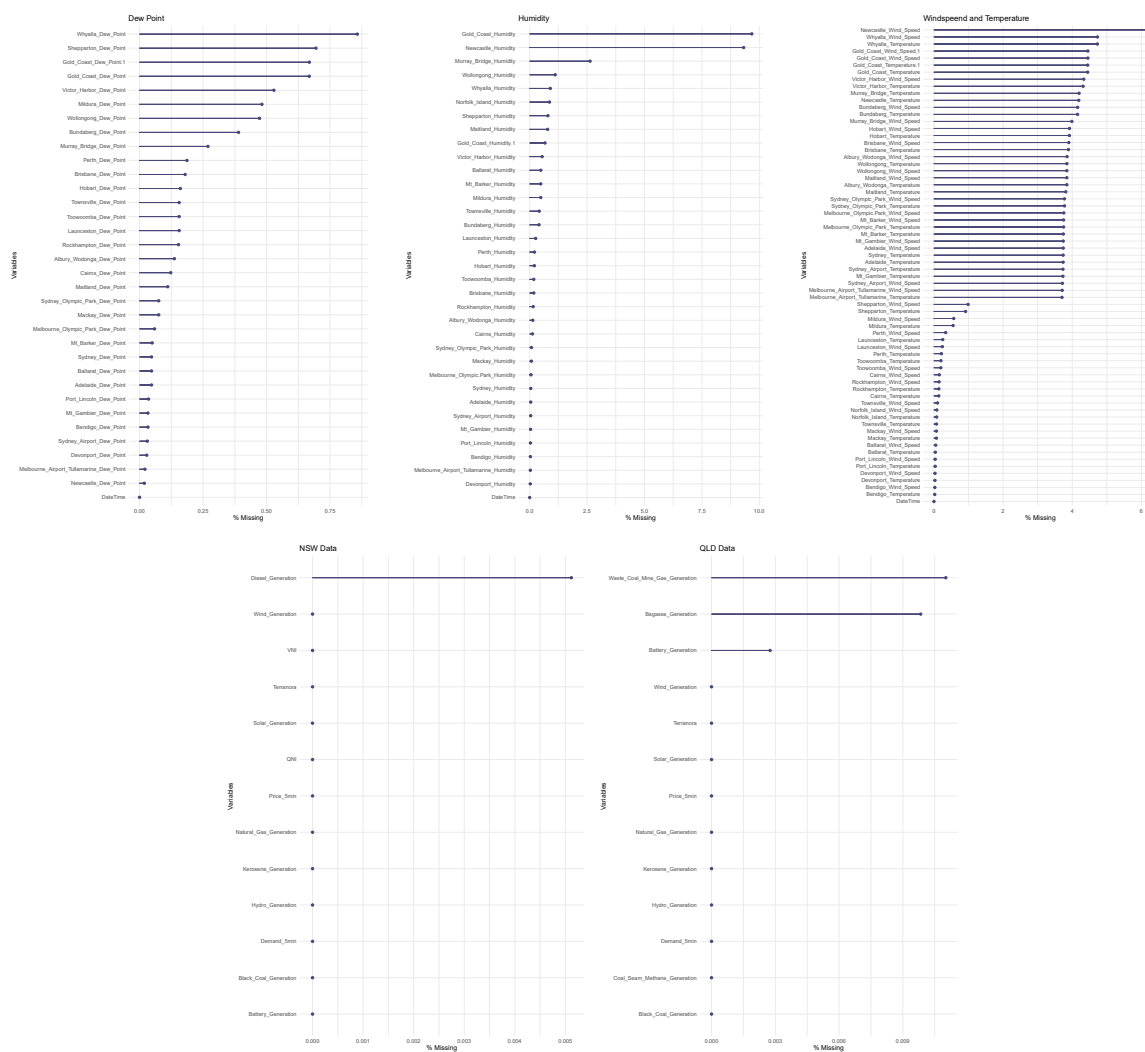 Dew Point
Whyalla_Dew_Point
Shepparton_Dew_Point
Gold_Coast_Dew_Point.1
Gold_Coast_Dew_Point
Victor_Harbor_Dew_Point
Mildura_Dew_Point
Wollongong_Dew_Point
Bundaberg_Dew_Point
Murray_Bridge_Dew_Point
Perth_Dew_Point
Brisbane_Dew_Point
Hobart_Dew_Point
Townsville_Dew_Point
Toowoomba_Dew_Point
Launceston_Dew_Point
Rockhampton_Dew_Point
Albury_Wodonga_Dew_Point
Cairns_Dew_Point
Maitland_Dew_Point
Sydney_Olympic_Park_Dew_Point
Mackay_Dew_Point
Melbourne_Olympic_Park_Dew_Point
Mt_Barker_Dew_Point
Sydney_Dew_Point
Ballarat_Dew_Point
Adelaide_Dew_Point
Port_Lincoln_Dew_Point
Mt_Gambier_Dew_Point
Bendigo_Dew_Point
Sydney_Airport_Dew_Point
Devonport_Dew_Point
Melbourne_Airport_Tullamarine_Dew_Point
Newcastle_Dew_Point
DateTime
Variables
0.00 0.25 0.50 0.75
% Missing
Humidity
Gold_Coast_Humidity
Newcastle_Humidity
Murray_Bridge_Humidity
Wollongong_Humidity
Whyalla_Humidity
Norfolk_Island_Humidity
Shepparton_Humidity
Maitland_Humidity
Gold_Coast_Humidity.1
Victor_Harbor_Humidity
Ballarat_Humidity
Mt_Barker_Humidity
Mildura_Humidity
Townsville_Humidity
Bundaberg_Humidity
Launceston_Humidity
Perth_Humidity
Hobart_Humidity
Toowoomba_Humidity
Brisbane_Humidity
Rockhampton_Humidity
Albury_Wodonga_Humidity
Cairns_Humidity
Sydney_Olympic_Park_Humidity
Mackay_Humidity
Melbourne_Olympic.Park_Humidity
Sydney_Humidity
Adelaide_Humidity
Sydney_Airport_Humidity
Mt_Gambier_Humidity
Port_Lincoln_Humidity
Bendigo_Humidity
Melbourne_Airport_Tullamarine_Humidity
Devonport_Humidity
DateTime
Variables
0.0 2.5 5.0 7.5 10.0
% Missing
Windspeend and Temperature
Newcastle_Wind_Speed
Whyalla_Wind_Speed
Whyalla_Temperature
Gold_Coast_Wind_Speed.1
Gold_Coast_Wind_Speed
Gold_Coast_Temperature.1
Gold_Coast_Temperature
Victor_Harbor_Wind_Speed
Victor_Harbor_Temperature
Murray_Bridge_Temperature
Newcastle_Temperature
Bundaberg_Wind_Speed
Bundaberg_Temperature
Murray_Bridge_Wind_Speed
Hobart_Wind_Speed
Hobart_Temperature
Brisbane_Wind_Speed
Brisbane_Temperature
Albury_Wodonga_Wind_Speed
Wollongong_Temperature
Wollongong_Wind_Speed
Maitland_Wind_Speed
Albury_Wodonga_Temperature
Maitland_Temperature
Sydney_Olympic_Park_Wind_Speed
Sydney_Olympic_Park_Temperature
Melbourne_Olympic.Park_Wind_Speed
Mt_Barker_Wind_Speed
Melbourne_Olympic_Park_Temperature
Mt_Barker_Temperature
Mt_Gambier_Wind_Speed
Adelaide_Wind_Speed
Sydney_Temperature
Adelaide_Temperature
Sydney_Airport_Temperature
Mt_Gambier_Temperature
Sydney_Airport_Wind_Speed
Melbourne_Airport_Tullamarine_Wind_Speed
Melbourne_Airport_Tullamarine_Temperature
Shepparton_Wind_Speed
Shepparton_Temperature
Mildura_Wind_Speed
Mildura_Temperature
Perth_Wind_Speed
Launceston_Temperature
Launceston_Wind_Speed
Perth_Temperature
Toowoomba_Temperature
Toowoomba_Wind_Speed
Cairns_Wind_Speed
Rockhampton_Wind_Speed
Rockhampton_Temperature
Cairns_Temperature
Townsville_Wind_Speed
Norfolk_Island_Wind_Speed
Norfolk_Island_Temperature
Townsville_Temperature
Mackay_Wind_Speed
Mackay_Temperature
Ballarat_Wind_Speed
Ballarat_Temperature
Port_Lincoln_Wind_Speed
Port_Lincoln_Temperature
Devonport_Wind_Speed
Devonport_Temperature
Bendigo_Wind_Speed
Bendigo_Temperature
DateTime
Variables
0 2 4 6
% Missing
NSW Data
Diesel_Generation
Wind_Generation
VNI
Terranora
Solar_Generation
QNI
Price_5min
Natural_Gas_Generation
Kerosene_Generation
Hydro_Generation
Demand_5min
Black_Coal_Generation
Battery_Generation
Variables
0.000 0.001 0.002 0.003 0.004 0.005
% Missing
QLD Data
Waste_Coal_Mine_Gas_Generation
Bagasse_Generation
Battery_Generation
Wind_Generation
Terranora
Solar_Generation
Price_5min
Natural_Gas_Generation
Kerosene_Generation
Hydro_Generation
Demand_5min
Coal_Seam_Methane_Generation
Black_Coal_Generation
Variables
0.000 0.003 0.006 0.009
% Missing